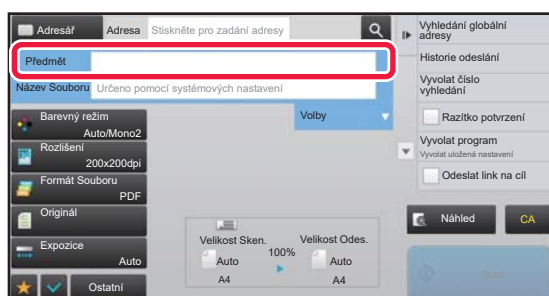 Adresář
Adresa
Stiskněte pro zadání adresy
Předmět
Název Souboru
Určeno pomocí systémových nastavení
Barevný režim
Auto/Mono2
Rozlišení
200x200dpi
Formát Souboru
PDF
Originál
Expozice
Auto
Ostatní
Volby
Velikost Sken.
100%
Velikost Odes.
Auto
Auto
A4
A4
Vyhledání globální
adresy
Historie odeslání
Vyvolat číslo
vyhledání
Razítko potvrzení
Vyvolat program
Vyvolat uložená nastavení
Odeslat link na cíl
Náhled
CA
Start